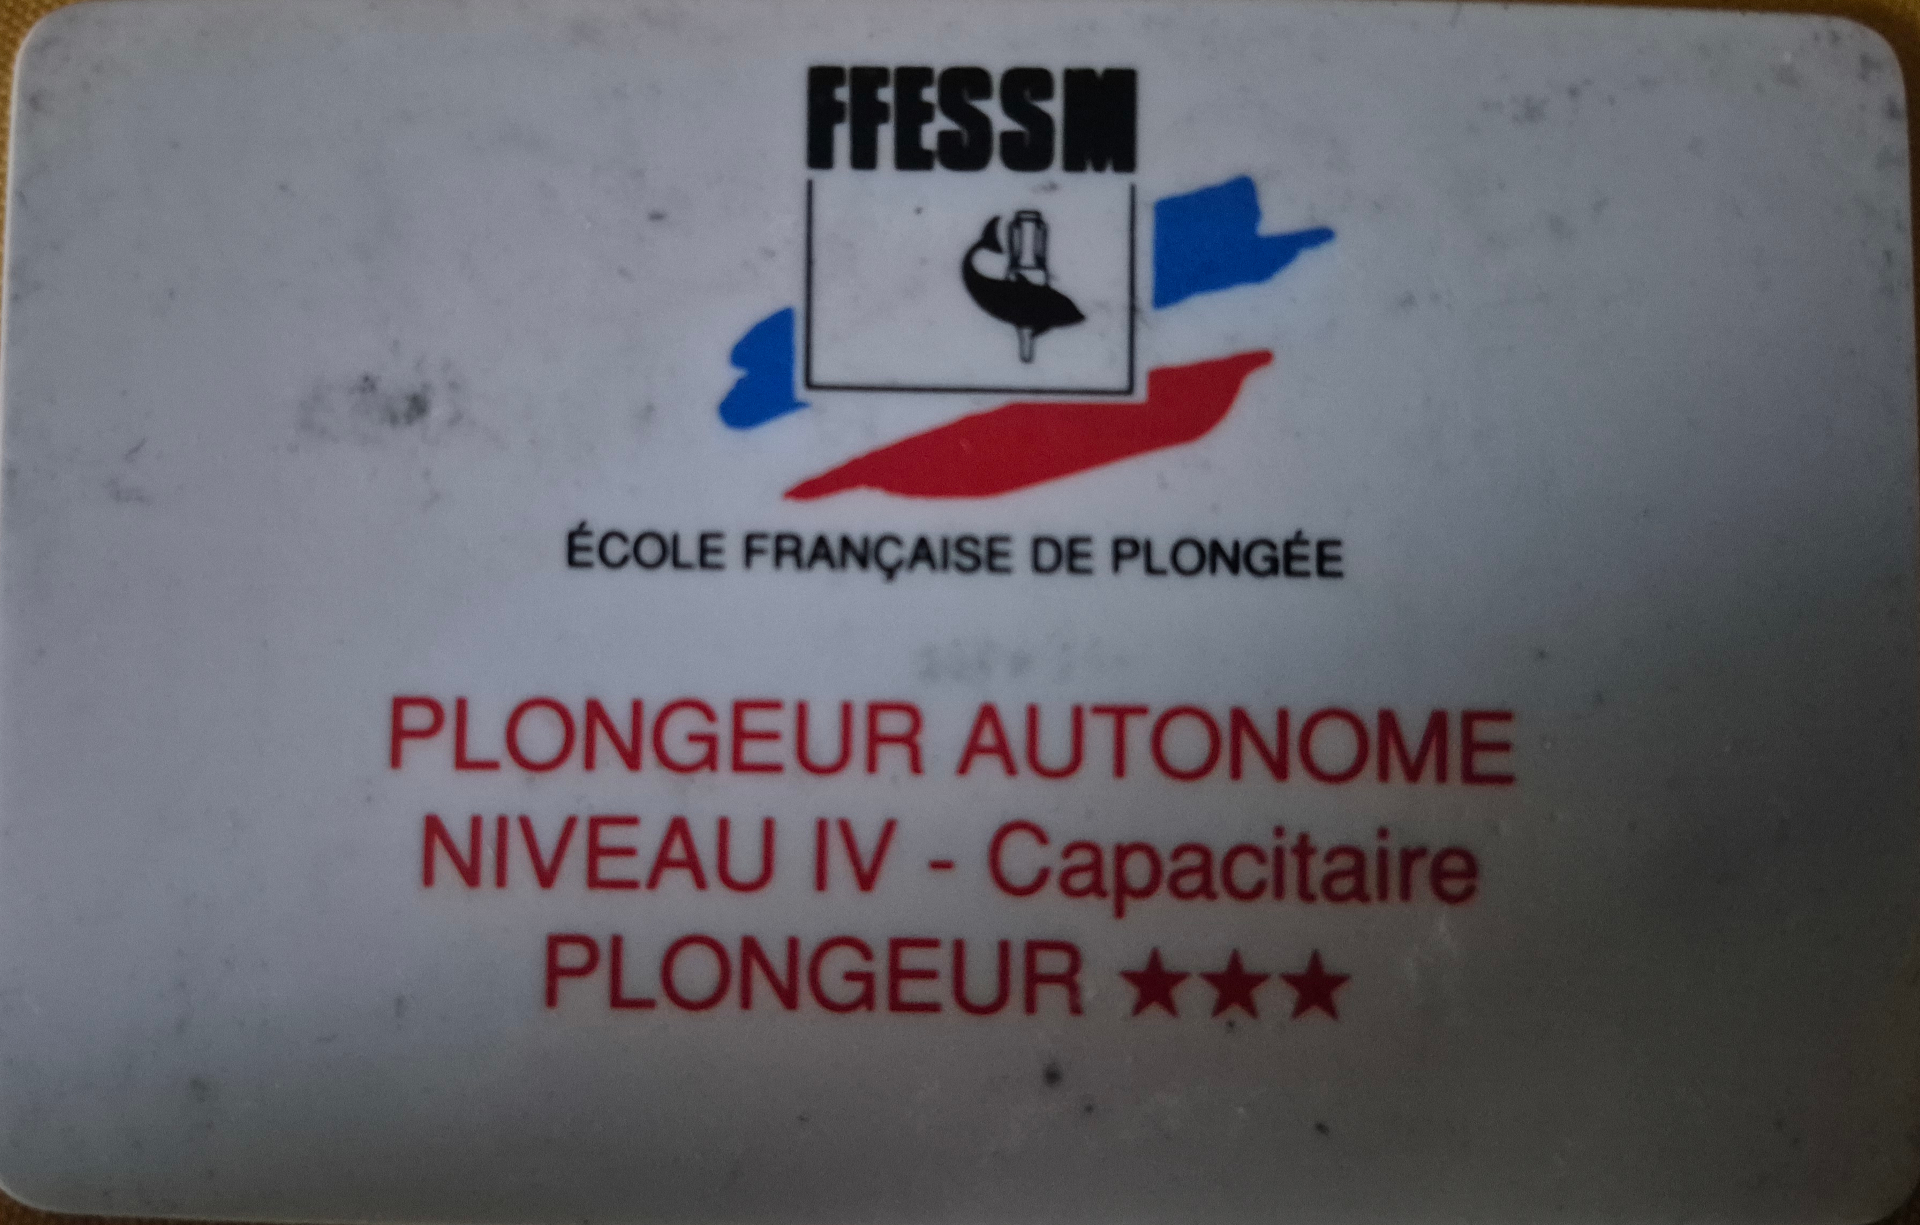 FFESSM
ÉCOLE FRANÇAISE DE PLONGÉE
PLONGEUR AUTONOME
NIVEAU IV - Capacitaire
PLONGEUR ★★★